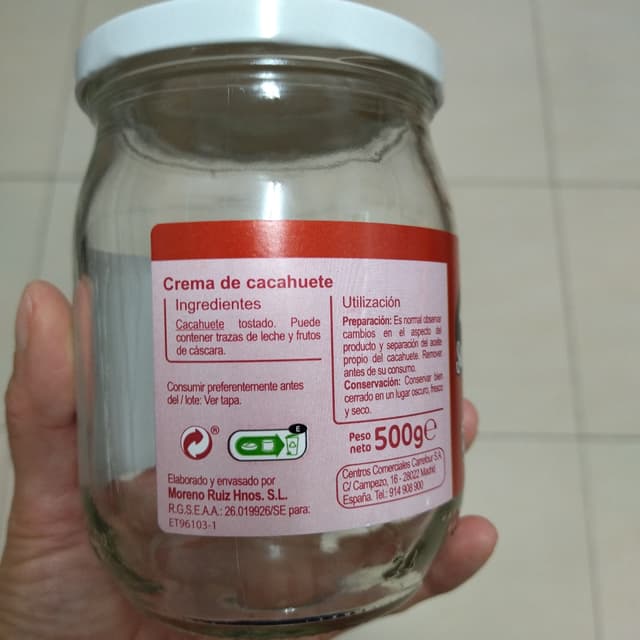 Crema de cacahuete
Ingredientes
Cacahuete tostado. Puede
contener trazas de leche y frutos
de cáscara.
Consumir preferentemente antes
del / lote: Ver tapa.
®
E
Elaborado y envasado por
Moreno Ruiz Hnos. S.L.
R.G.S.E.A.A.: 26.019926/SE para:
ET96103-1
Utilización
Preparación: Es normal observar
cambios en el aspecto del
producto y separación del aceite
propio del cacahuete. Remover
antes de su consumo.
Conservación: Conservar bien
cerrado en un lugar oscuro, fresco
y seco.
Peso
neto 500g℮
Centros Comerciales Carrefour S.A.
C/ Campezo, 16 - 28022 Madrid.
España. Tel.: 914 908 900